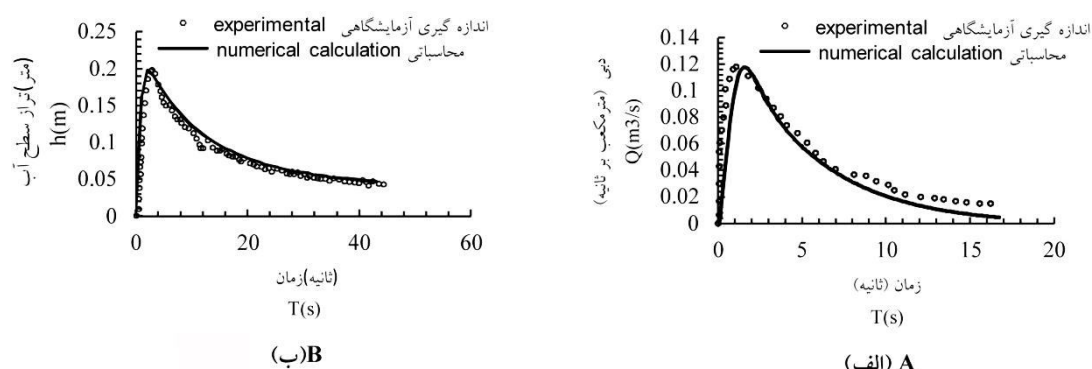 experimental اندازه گیری آزمایشگاهی
numerical calculation محاسباتی
0.25
0.2
0.15
0.1
0.05
0
0
20
40
60
تراز سطح آب (متر)
h(m)
زمان(ثانیه)
T(s)
B(ب)
experimental اندازه گیری آزمایشگاهی
numerical calculation محاسباتی
0.14
0.12
0.10
0.08
0.06
0.04
0.02
0
0
5
10
15
20
دبی (مترمکعب بر ثانیه)
Q(m3/s)
زمان (ثانیه)
T(s)
A (الف)